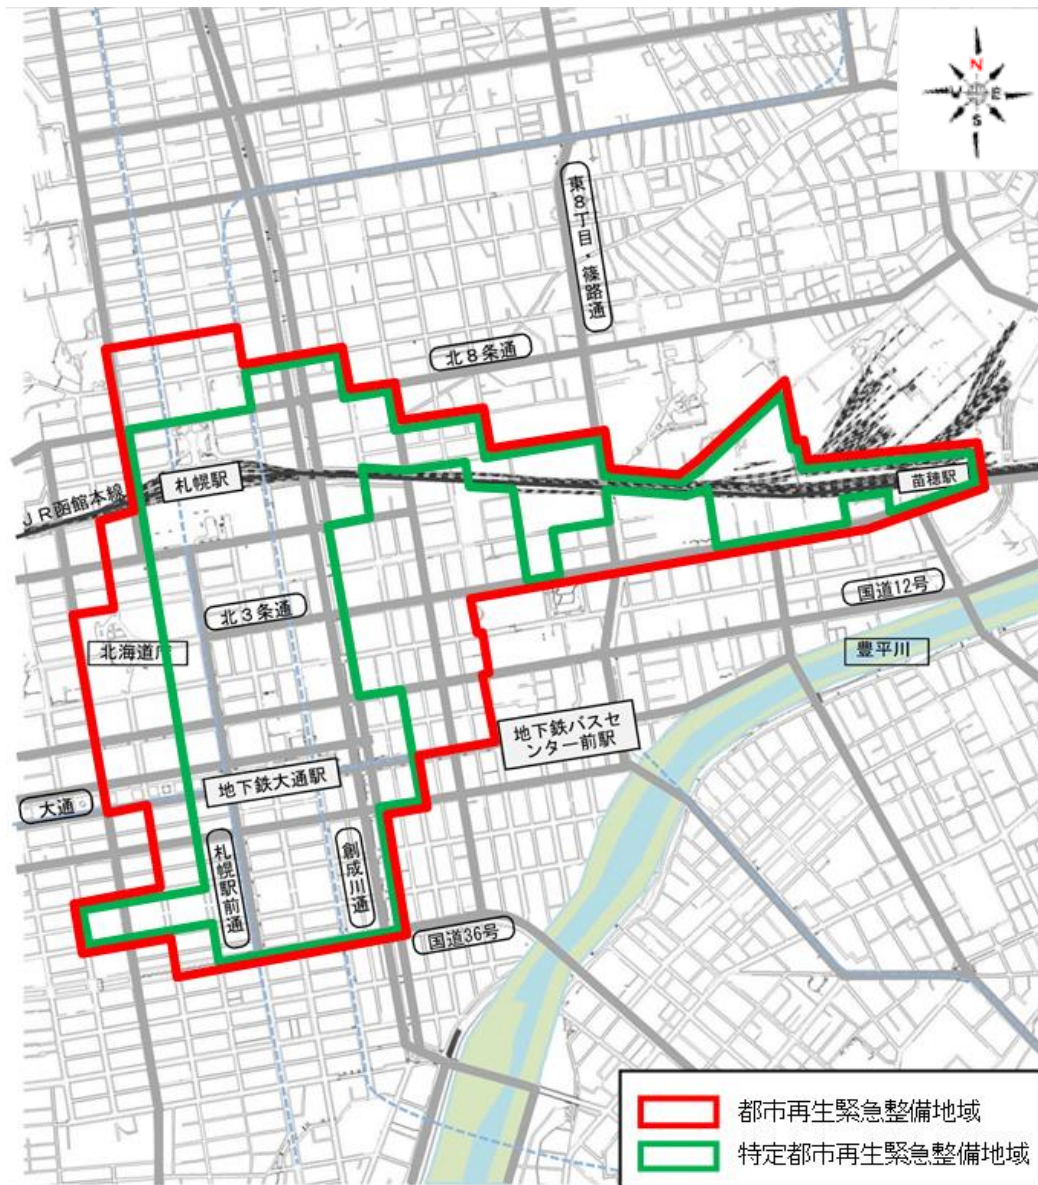 N
W
E
S
東8丁目・篠路通
北8条通
札幌駅
苗穂駅
JR函館本線
北3条通
国道12号
北海道庁
豊平川
地下鉄バスセ
ンター前駅
地下鉄大通駅
大通
札幌駅前通
創成川通
国道36号
都市再生緊急整備地域
特定都市再生緊急整備地域